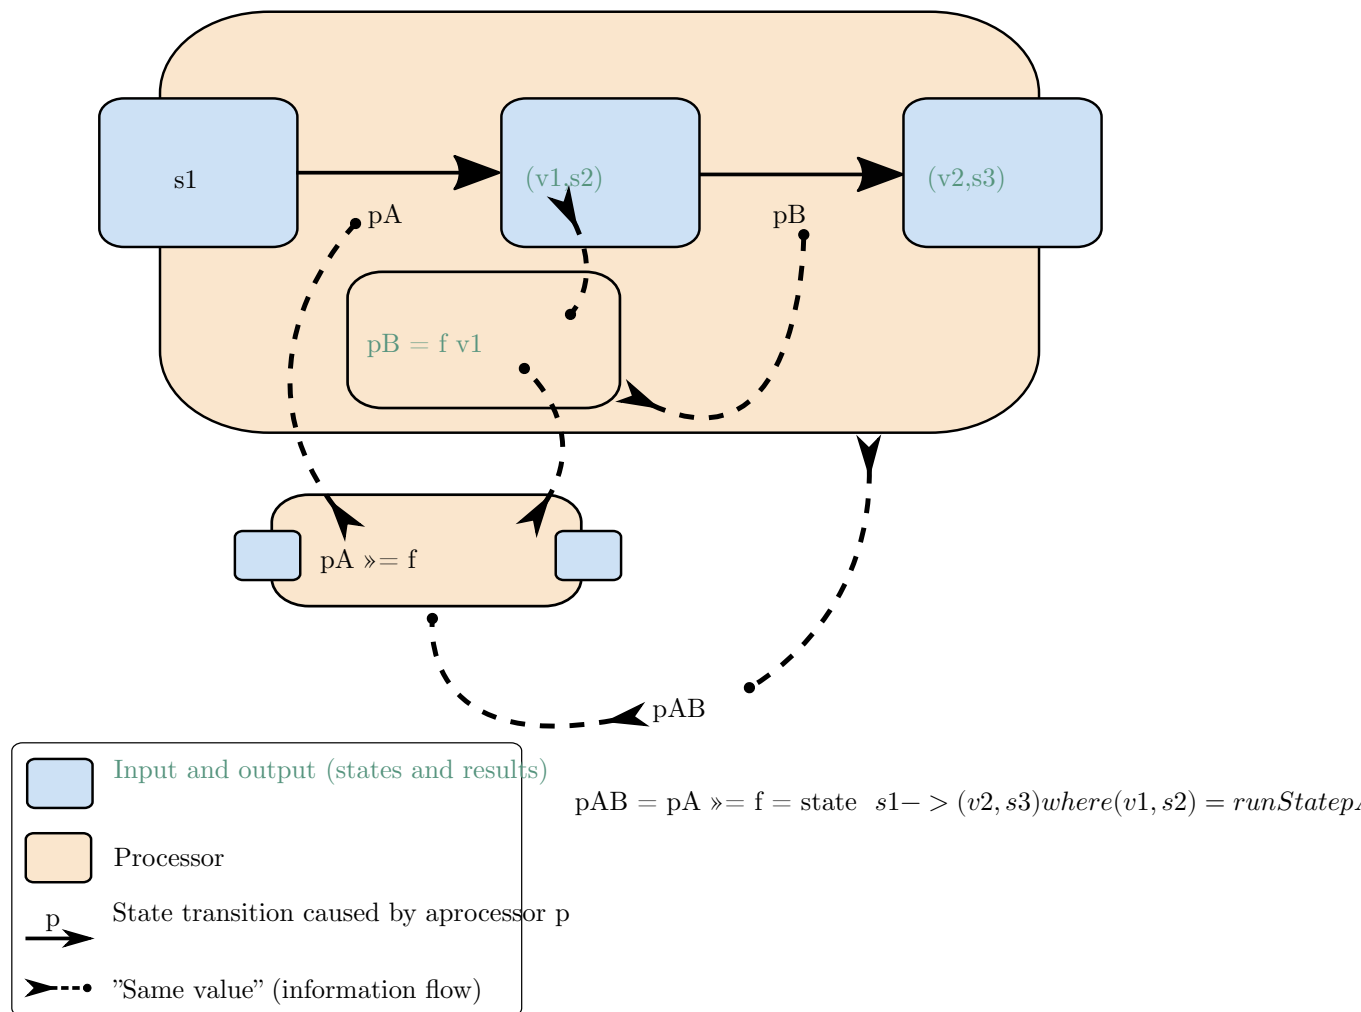 s1
(v1,s2)
(v2,s3)
pA
pB
pB = f v1
pA »= f
pAB
Input and output (states and results)
pAB = pA »= f = state s1− > (v2, s3)where(v1, s2) = runStatep
Processor
p
State transition caused by aprocessor p
”Same value” (information flow)